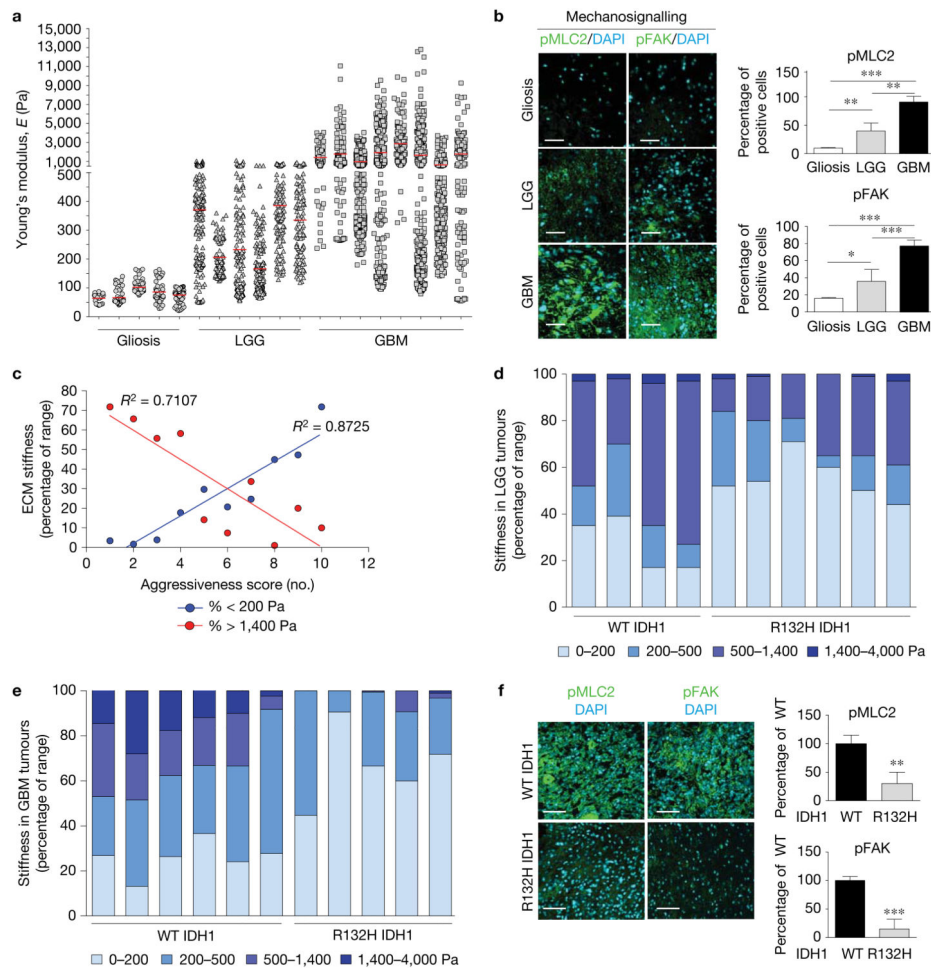 a
Young's modulus, E (Pa)
15,000
13,000
11,000
9,000
7,000
5,000
3,000
1,000
500
400
300
200
100
0
Gliosis
LGG
GBM
b
Mechanosignalling
pMLC2/DAPI
pFAK/DAPI
Gliosis
LGG
GBM
pMLC2
Percentage of
positive cells
150
100
50
0
***
**
**
Gliosis LGG GBM
pFAK
Percentage of
positive cells
100
80
60
40
20
0
***
***
*
Gliosis LGG GBM
c
ECM stiffness
(percentage of range)
80
70
60
50
40
30
20
10
0
R² = 0.7107
R² = 0.8725
0 2 4 6 8 10 12
Aggressiveness score (no.)
% < 200 Pa
% > 1,400 Pa
d
Stiffness in LGG tumours
(percentage of range)
100
80
60
40
20
0
WT IDH1
R132H IDH1
0–200 200–500 500–1,400 1,400–4,000 Pa
e
Stiffness in GBM tumours
(percentage of range)
100
80
60
40
20
0
WT IDH1
R132H IDH1
0–200 200–500 500–1,400 1,400–4,000 Pa
f
pMLC2
DAPI
pFAK
DAPI
WT IDH1
R132H IDH1
pMLC2
Percentage of WT
150
100
50
0
**
IDH1 WT R132H
pFAK
Percentage of WT
150
100
50
0
***
IDH1 WT R132H